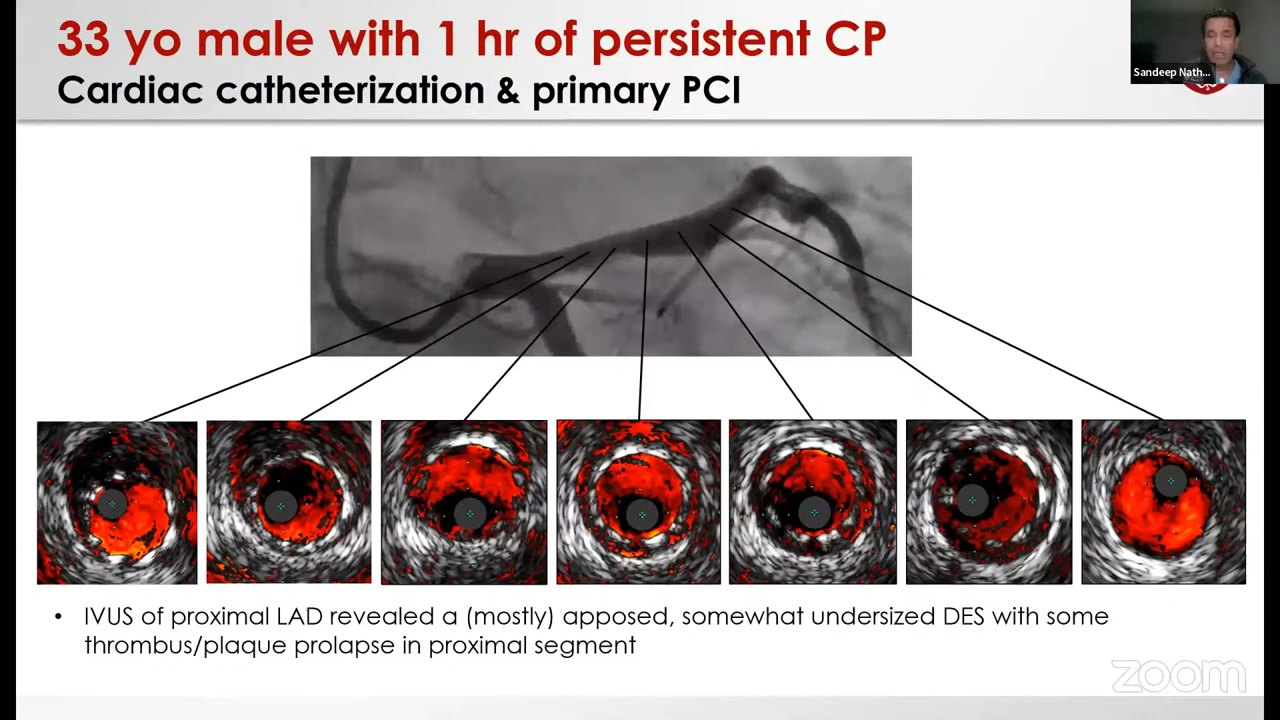 33 yo male with 1 hr of persistent CP
Cardiac catheterization & primary PCI
Sandeep Nath...
• IVUS of proximal LAD revealed a (mostly) apposed, somewhat undersized DES with some
thrombus/plaque prolapse in proximal segment
zoom